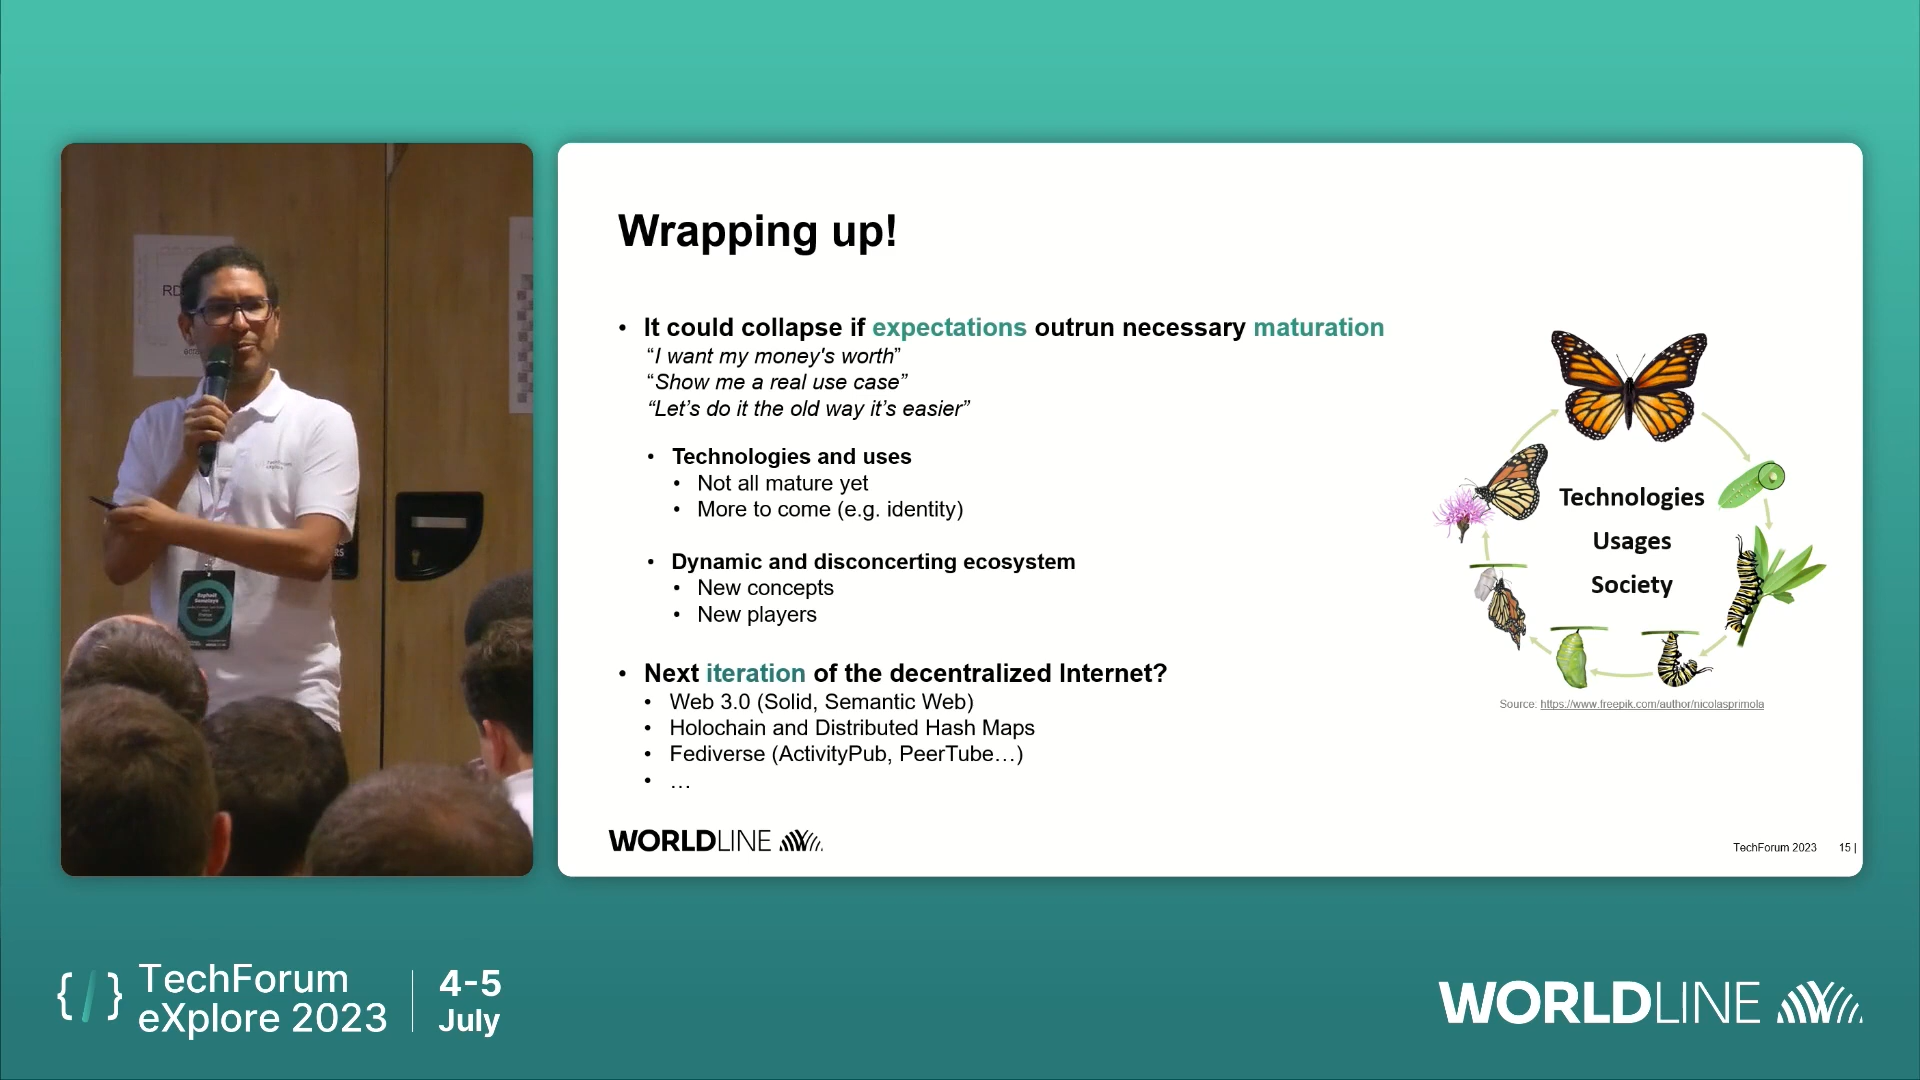 Wrapping up!
• It could collapse if expectations outrun necessary maturation
“I want my money's worth”
“Show me a real use case”
“Let’s do it the old way it’s easier”
• Technologies and uses
• Not all mature yet
• More to come (e.g. identity)
• Dynamic and disconcerting ecosystem
• New concepts
• New players
• Next iteration of the decentralized Internet?
• Web 3.0 (Solid, Semantic Web)
• Holochain and Distributed Hash Maps
• Fediverse (ActivityPub, PeerTube…)
• …
Technologies
Usages
Society
Source: https://www.freepik.com/author/nicolasprimola
WORLDLINE
TechForum 2023 15 |
RD
{/} TechForum
eXplore 2023
4-5
July
WORLDLINE